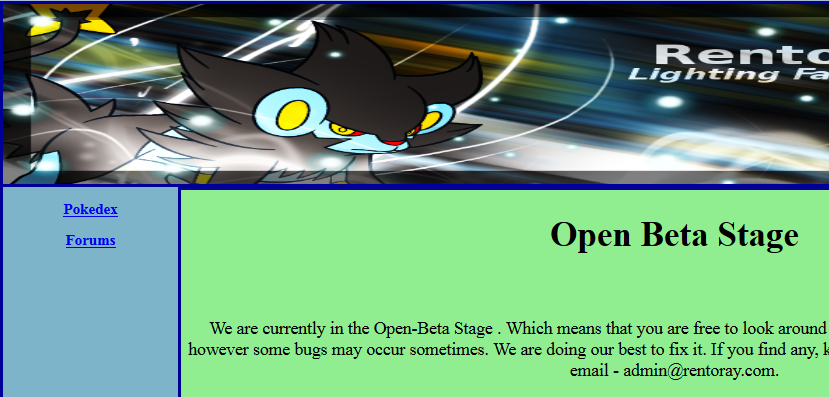 Lighting
Pokedex
Forums
Open Beta Stage
We are currently in the Open-Beta Stage . Which means that you are free to look around
however some bugs may occur sometimes. We are doing our best to fix it. If you find any,
email - admin@rentoray.com.